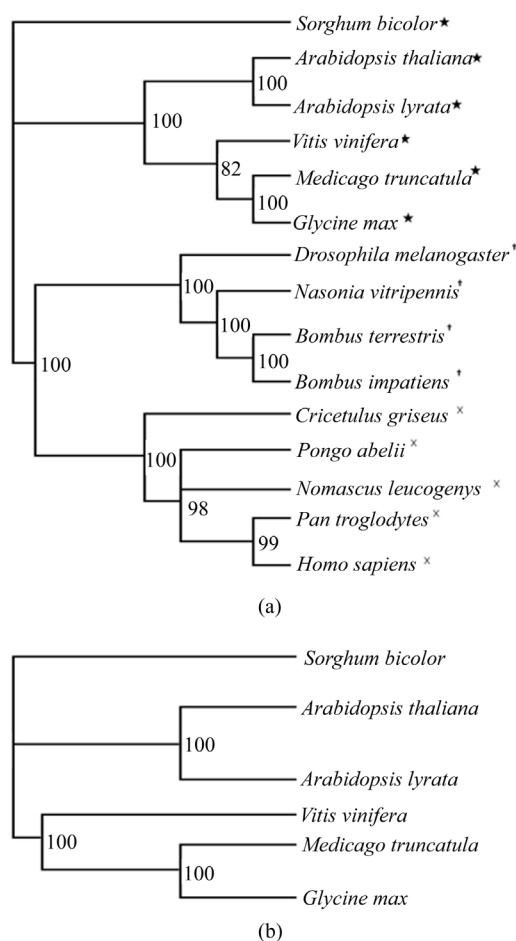 Sorghum bicolor★
Arabidopsis thaliana★
100
Arabidopsis lyrata★
100
Vitis vinifera★
82
Medicago truncatula★
100
Glycine max ★
Drosophila melanogaster†
100
Nasonia vitripennis†
100
Bombus terrestris†
100
100
Bombus impatiens †
Cricetulus griseus x
100
Pongo abelii x
Nomascus leucogenys x
98
Pan troglodytes x
99
Homo sapiens x
(a)
Sorghum bicolor
Arabidopsis thaliana
100
Arabidopsis lyrata
Vitis vinifera
100
Medicago truncatula
100
Glycine max
(b)